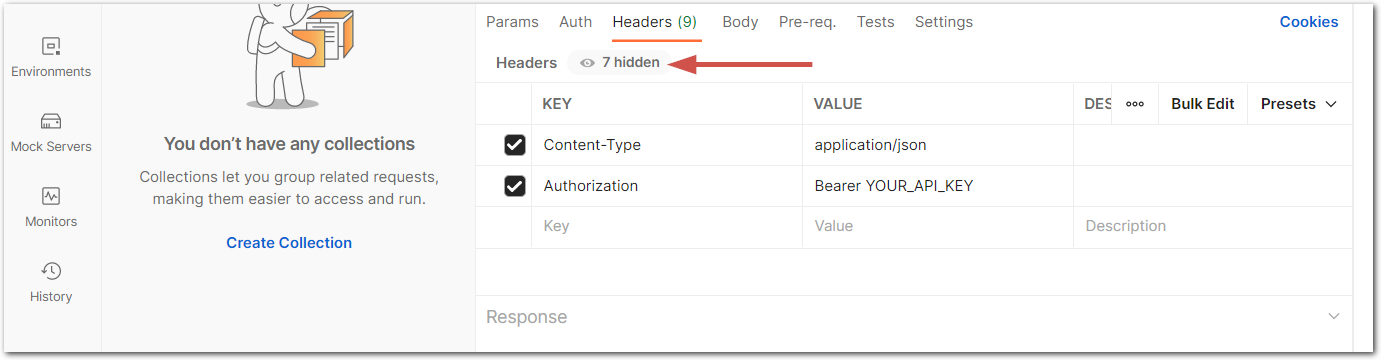 Environments
Mock Servers
Monitors
History
You don’t have any collections
Collections let you group related requests,
making them easier to access and run.
Create Collection
Params Auth Headers (9) Body Pre-req. Tests Settings Cookies
Headers 7 hidden
KEY VALUE DES Bulk Edit Presets
Content-Type application/json
Authorization Bearer YOUR_API_KEY
Key Value Description
Response